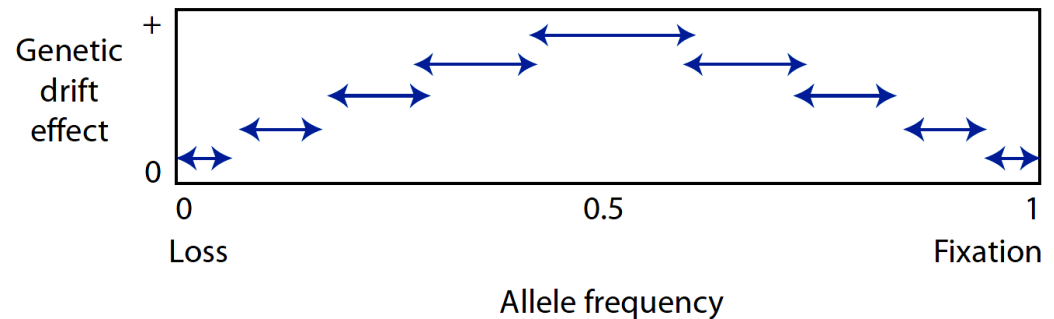 +
Genetic
drift
effect
0
0 0.5 1
Loss Fixation
Allele frequency